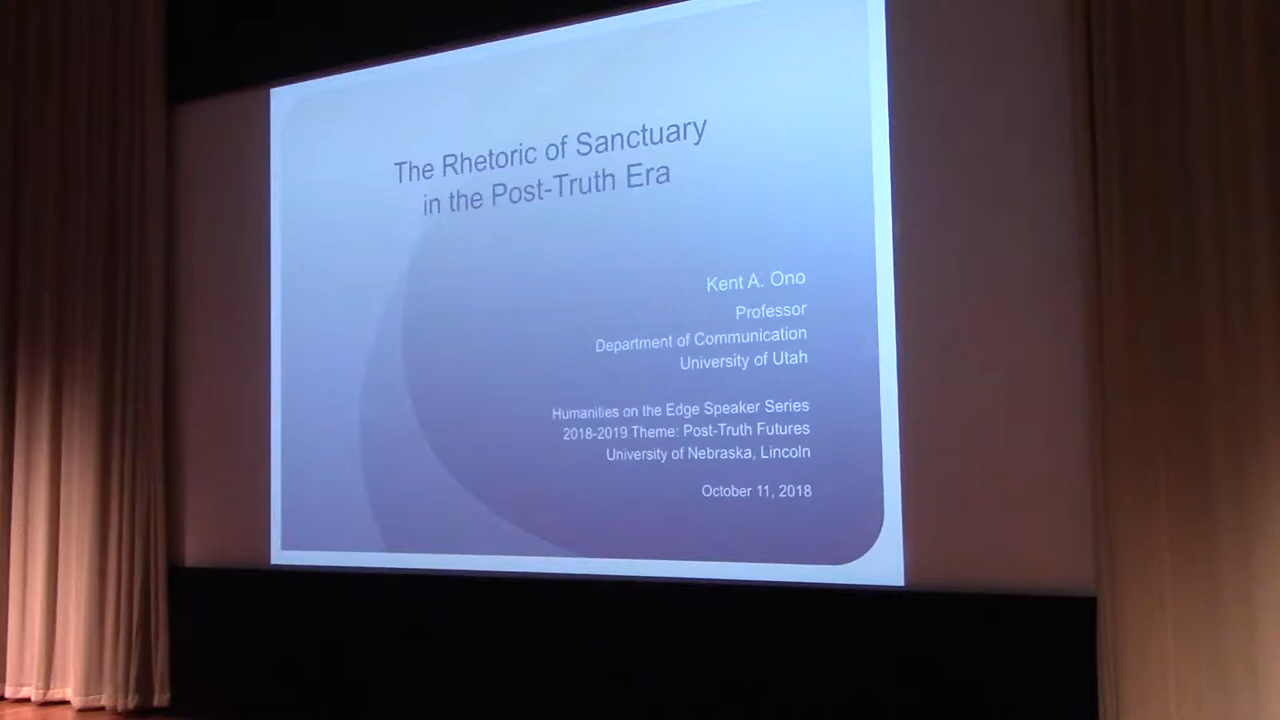 The Rhetoric of Sanctuary
in the Post-Truth Era
Kent A. Ono
Professor
Department of Communication
University of Utah
Humanities on the Edge Speaker Series
2018-2019 Theme: Post-Truth Futures
University of Nebraska, Lincoln
October 11, 2018